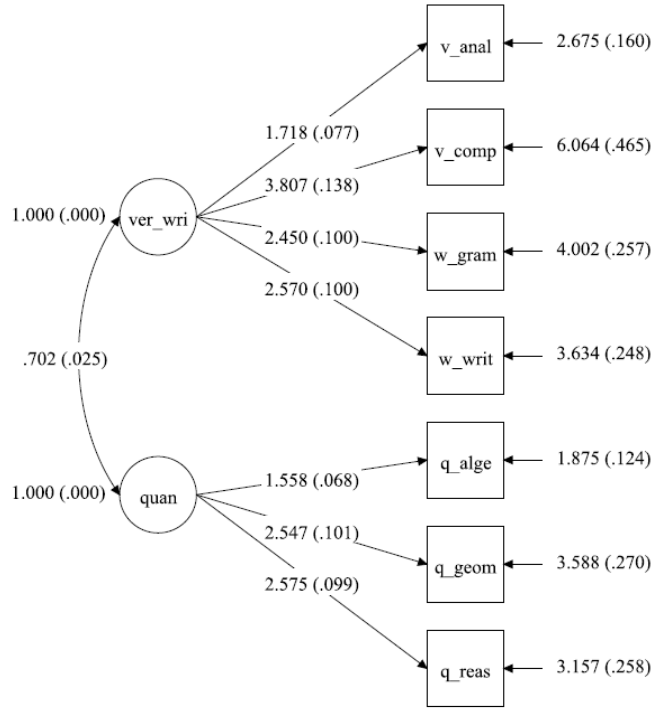 v_anal
2.675 (.160)
1.718 (.077)
v_comp
6.064 (.465)
3.807 (.138)
1.000 (.000)
ver_wri
2.450 (.100)
w_gram
4.002 (.257)
2.570 (.100)
.702 (.025)
w_writ
3.634 (.248)
q_alge
1.875 (.124)
1.558 (.068)
1.000 (.000)
quan
2.547 (.101)
q_geom
3.588 (.270)
2.575 (.099)
q_reas
3.157 (.258)